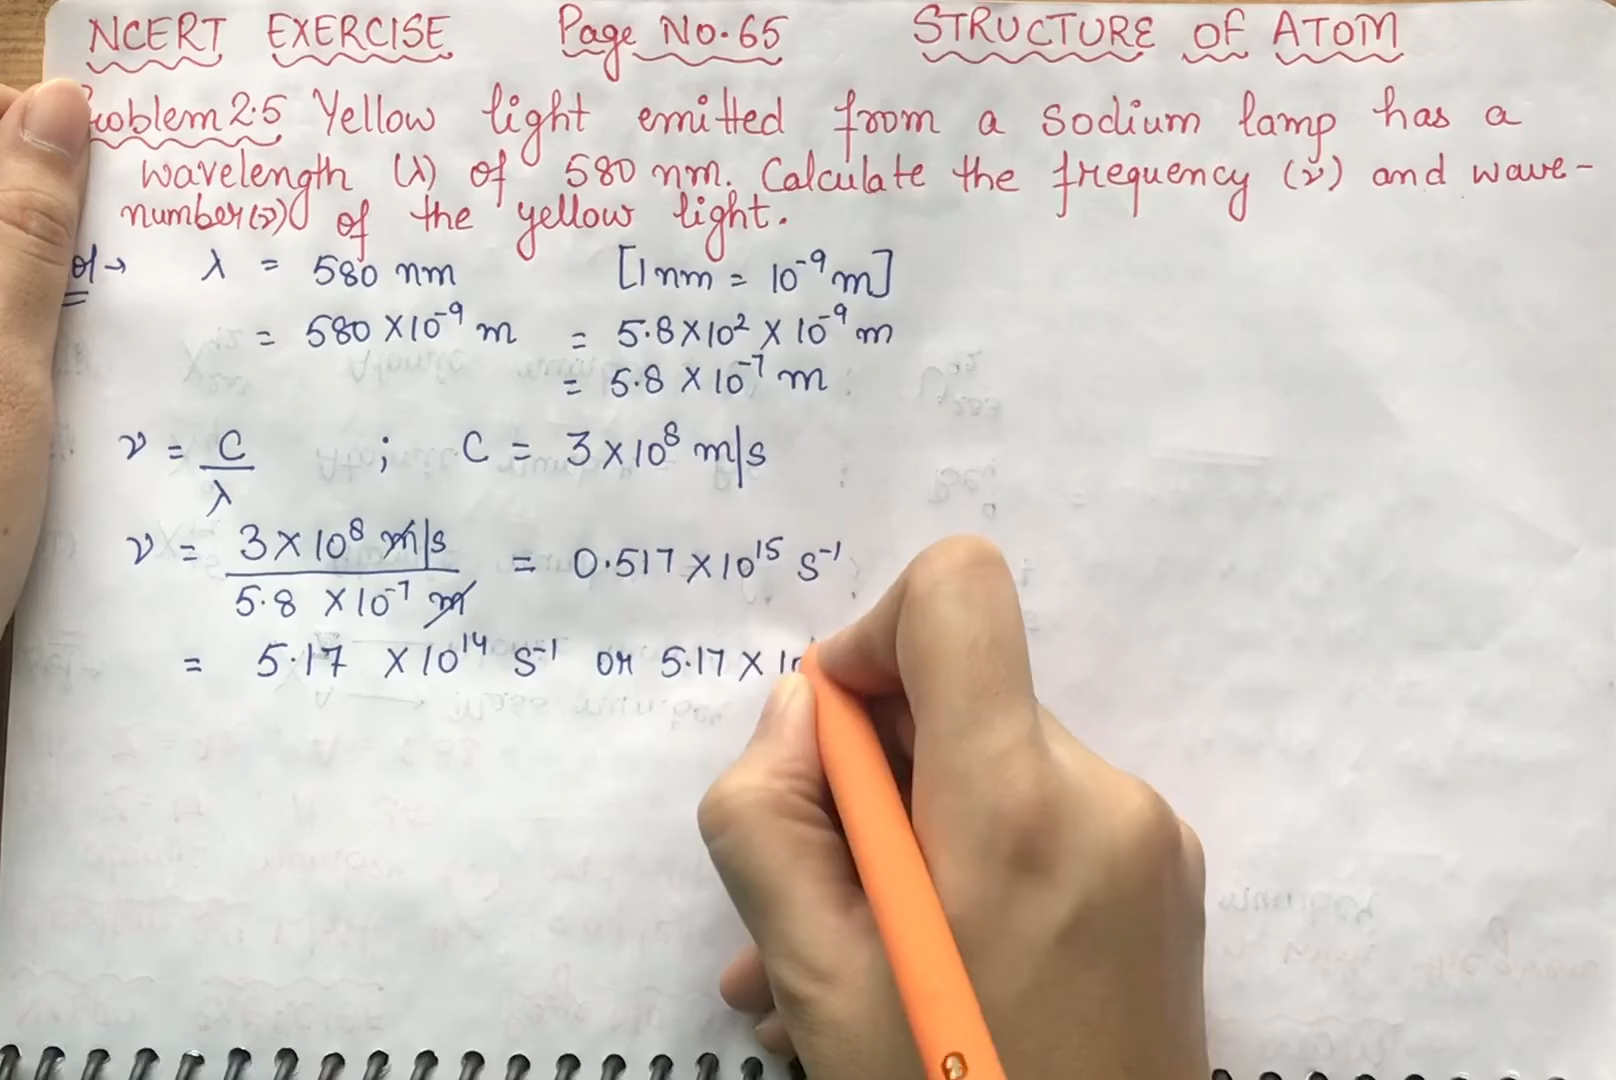 NCERT EXERCISE Page No.65 STRUCTURE OF ATOM
roblem 2.5 Yellow light emitted from a sodium lamp has a
wavelength (λ) of 580 nm. Calculate the frequency (ν) and wave-
number(ν̄) of the yellow light.
ol → λ = 580 nm [1 nm = 10⁻⁹ m]
= 580 × 10⁻⁹ m = 5.8 × 10² × 10⁻⁹ m
= 5.8 × 10⁻⁷ m
ν = C/λ ; C = 3 × 10⁸ m/s
ν = 3 × 10⁸ m/s / 5.8 × 10⁻⁷ m = 0.517 × 10¹⁵ s⁻¹
= 5.17 × 10¹⁴ s⁻¹ or 5.17 × 10